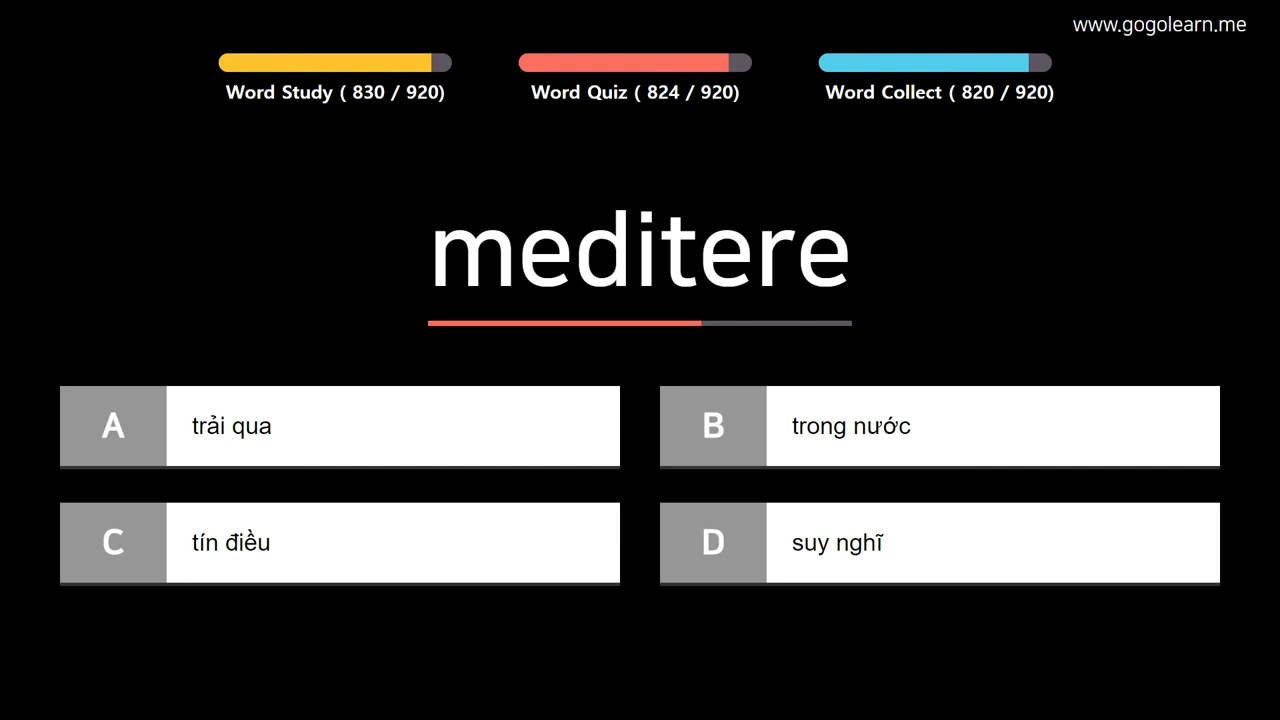 www.gogolearn.me
Word Study ( 830 / 920)
Word Quiz ( 824 / 920)
Word Collect ( 820 / 920)
meditere
A trải qua
B trong nước
C tín điều
D suy nghĩ